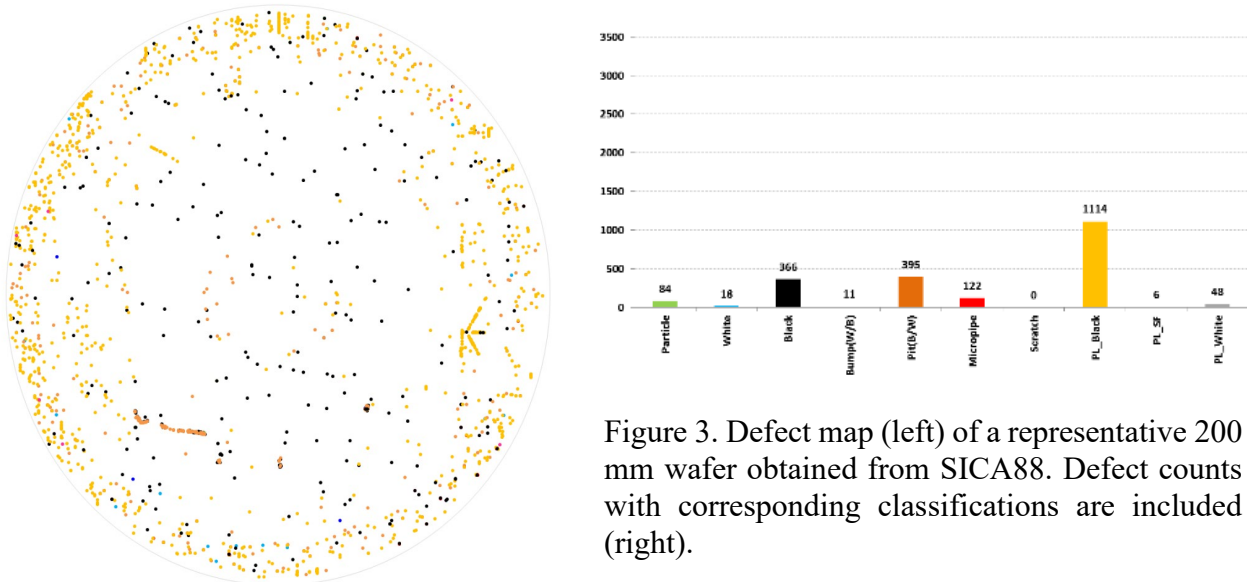 3500
3000
2500
2000
1500
1000
500
0
84
18
366
11
395
122
0
1114
6
48
Particle
White
Black
Bump(W/B)
Pit(B/W)
Micropipe
Scratch
PL_Black
PL_SF
PL_White
Figure 3. Defect map (left) of a representative 200
mm wafer obtained from SICA88. Defect counts
with corresponding classifications are included
(right).